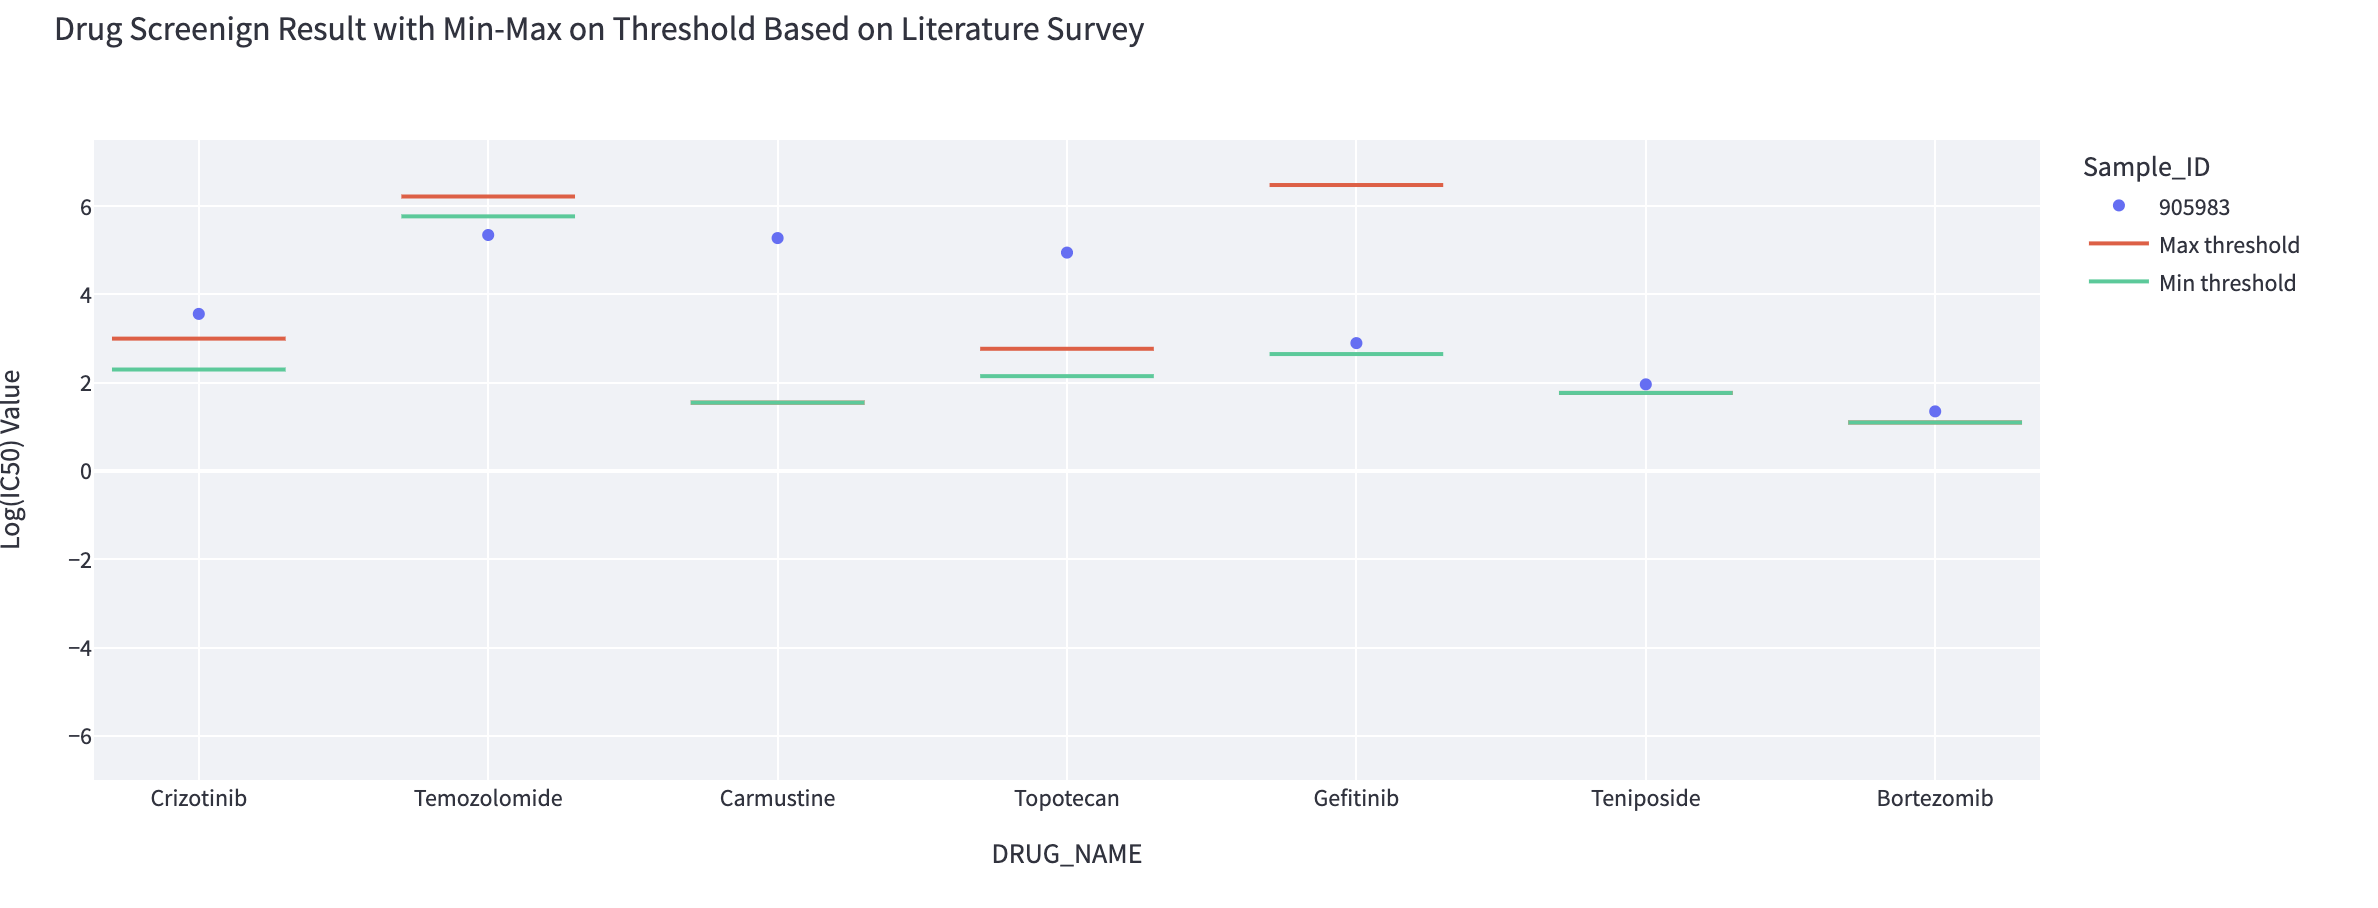 Drug Screenign Result with Min-Max on Threshold Based on Literature Survey
Sample_ID
905983
Max threshold
Min threshold
Log(IC50) Value
6
4
2
0
−2
−4
−6
Crizotinib
Temozolomide
Carmustine
Topotecan
Gefitinib
Teniposide
Bortezomib
DRUG_NAME